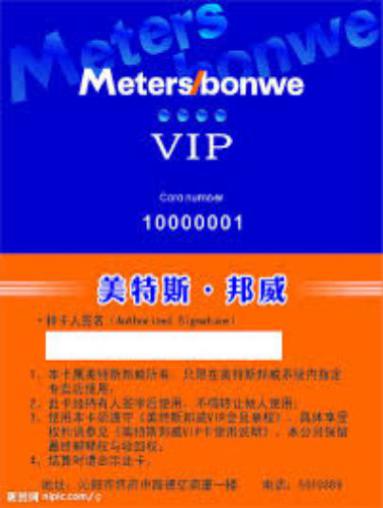 Meters
bonwe
Meters/bonwe
VIP
Card number
10000001
美特斯·邦威
·持卡人签名 (Authorized Signature)
1、本卡属美特斯邦威所有，只限在美特斯邦威系统内指定
专卖店使用；
2、此卡经持有人签字后使用，不得转让他人使用；
3、使用本卡必遵守《美特斯邦威VIP会员章程》，具体享受
权利请参见《美特斯邦威VIP卡使用说明》，本公司保留
最终解释权与收回权；
4、结算时请出示此卡。
地址： 电话：
昵图网 nipic.com/c